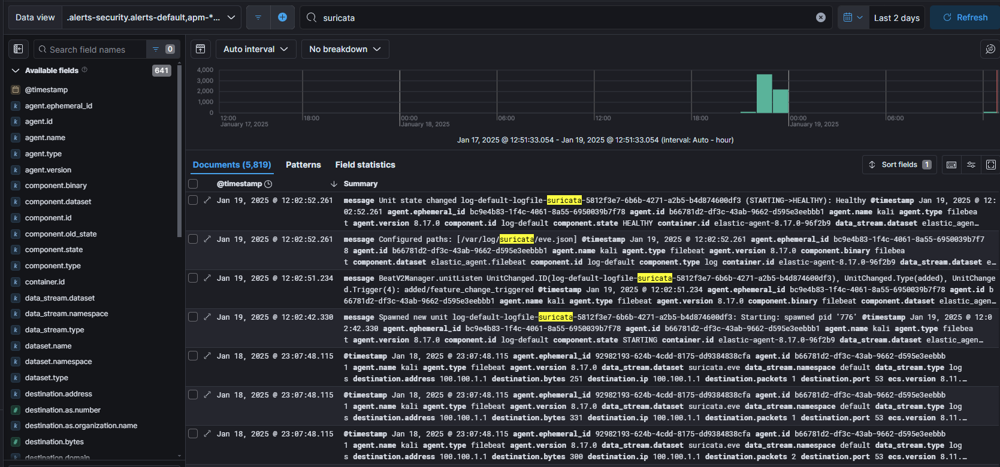 Data view
.alerts-security.alerts-default,apm-*...
suricata
Last 2 days
Refresh
Search field names
0
Auto interval
No breakdown
Available fields
641
@timestamp
agent.ephemeral_id
agent.id
agent.name
agent.type
agent.version
component.binary
component.dataset
component.id
component.old_state
component.state
component.type
container.id
data_stream.dataset
data_stream.namespace
data_stream.type
dataset.name
dataset.namespace
dataset.type
destination.address
destination.as.number
destination.as.organization.name
destination.bytes
destination.domain
4,000
3,000
2,000
1,000
0
12:00
January 17, 2025
18:00
00:00
January 18, 2025
06:00
12:00
18:00
00:00
January 19, 2025
06:00
Jan 17, 2025 @ 12:51:33.054 - Jan 19, 2025 @ 12:51:33.054 (interval: Auto - hour)
Documents (5,819)
Patterns
Field statistics
Sort fields 1
@timestamp
Summary
Jan 19, 2025 @ 12:02:52.261
message Unit state changed log-default-logfile-suricata-5812f3e7-6b6b-4271-a2b5-b4d874600df3 (STARTING->HEALTHY): Healthy @timestamp Jan 19, 2025 @ 12:
02:52.261 agent.ephemeral_id bc9e4b83-1f4c-4061-8a55-6950039b7f78 agent.id b66781d2-df3c-43ab-9662-d595e3eebbb1 agent.name kali agent.type filebea
t agent.version 8.17.0 component.id log-default component.state HEALTHY container.id elastic-agent-8.17.0-96f2b9 data_stream.dataset elastic_agen…
Jan 19, 2025 @ 12:02:52.261
message Configured paths: [/var/log/suricata/eve.json] @timestamp Jan 19, 2025 @ 12:02:52.261 agent.ephemeral_id bc9e4b83-1f4c-4061-8a55-6950039b7f7
8 agent.id b66781d2-df3c-43ab-9662-d595e3eebbb1 agent.name kali agent.type filebeat agent.version 8.17.0 component.binary filebea
t component.dataset elastic_agent.filebeat component.id log-default component.type log container.id elastic-agent-8.17.0-96f2b9 data_stream.dataset e…
Jan 19, 2025 @ 12:02:51.234
message BeatV2Manager.unitListen UnitChanged.ID(log-default-logfile-suricata-5812f3e7-6b6b-4271-a2b5-b4d874600df3), UnitChanged.Type(added), UnitChange
d.Trigger(4): added/feature_change_triggered @timestamp Jan 19, 2025 @ 12:02:51.234 agent.ephemeral_id bc9e4b83-1f4c-4061-8a55-6950039b7f78 agent.id b
66781d2-df3c-43ab-9662-d595e3eebbb1 agent.name kali agent.type filebeat agent.version 8.17.0 component.binary filebeat component.dataset elastic_agen…
Jan 19, 2025 @ 12:02:42.330
message Spawned new unit log-default-logfile-suricata-5812f3e7-6b6b-4271-a2b5-b4d874600df3: Starting: spawned pid '776' @timestamp Jan 19, 2025 @ 12:0
2:42.330 agent.ephemeral_id bc9e4b83-1f4c-4061-8a55-6950039b7f78 agent.id b66781d2-df3c-43ab-9662-d595e3eebbb1 agent.name kali agent.type filebea
t agent.version 8.17.0 component.id log-default component.state STARTING container.id elastic-agent-8.17.0-96f2b9 data_stream.dataset elastic_agen…
Jan 18, 2025 @ 23:07:48.115
@timestamp Jan 18, 2025 @ 23:07:48.115 agent.ephemeral_id 92982193-624b-4cdd-8175-dd9384838cfa agent.id b66781d2-df3c-43ab-9662-d595e3eebbb
1 agent.name kali agent.type filebeat agent.version 8.17.0 data_stream.dataset suricata.eve data_stream.namespace default data_stream.type log
s destination.address 100.100.1.1 destination.bytes 251 destination.ip 100.100.1.1 destination.packets 1 destination.port 53 ecs.version 8.11.…
Jan 18, 2025 @ 23:07:48.115
@timestamp Jan 18, 2025 @ 23:07:48.115 agent.ephemeral_id 92982193-624b-4cdd-8175-dd9384838cfa agent.id b66781d2-df3c-43ab-9662-d595e3eebbb
1 agent.name kali agent.type filebeat agent.version 8.17.0 data_stream.dataset suricata.eve data_stream.namespace default data_stream.type log
s destination.address 100.100.1.1 destination.bytes 331 destination.ip 100.100.1.1 destination.packets 1 destination.port 53 ecs.version 8.11.…
Jan 18, 2025 @ 23:07:48.115
@timestamp Jan 18, 2025 @ 23:07:48.115 agent.ephemeral_id 92982193-624b-4cdd-8175-dd9384838cfa agent.id b66781d2-df3c-43ab-9662-d595e3eebbb
1 agent.name kali agent.type filebeat agent.version 8.17.0 data_stream.dataset suricata.eve data_stream.namespace default data_stream.type log
s destination.address 100.100.1.1 destination.bytes 300 destination.ip 100.100.1.1 destination.packets 2 destination.port 53 ecs.version 8.11.…